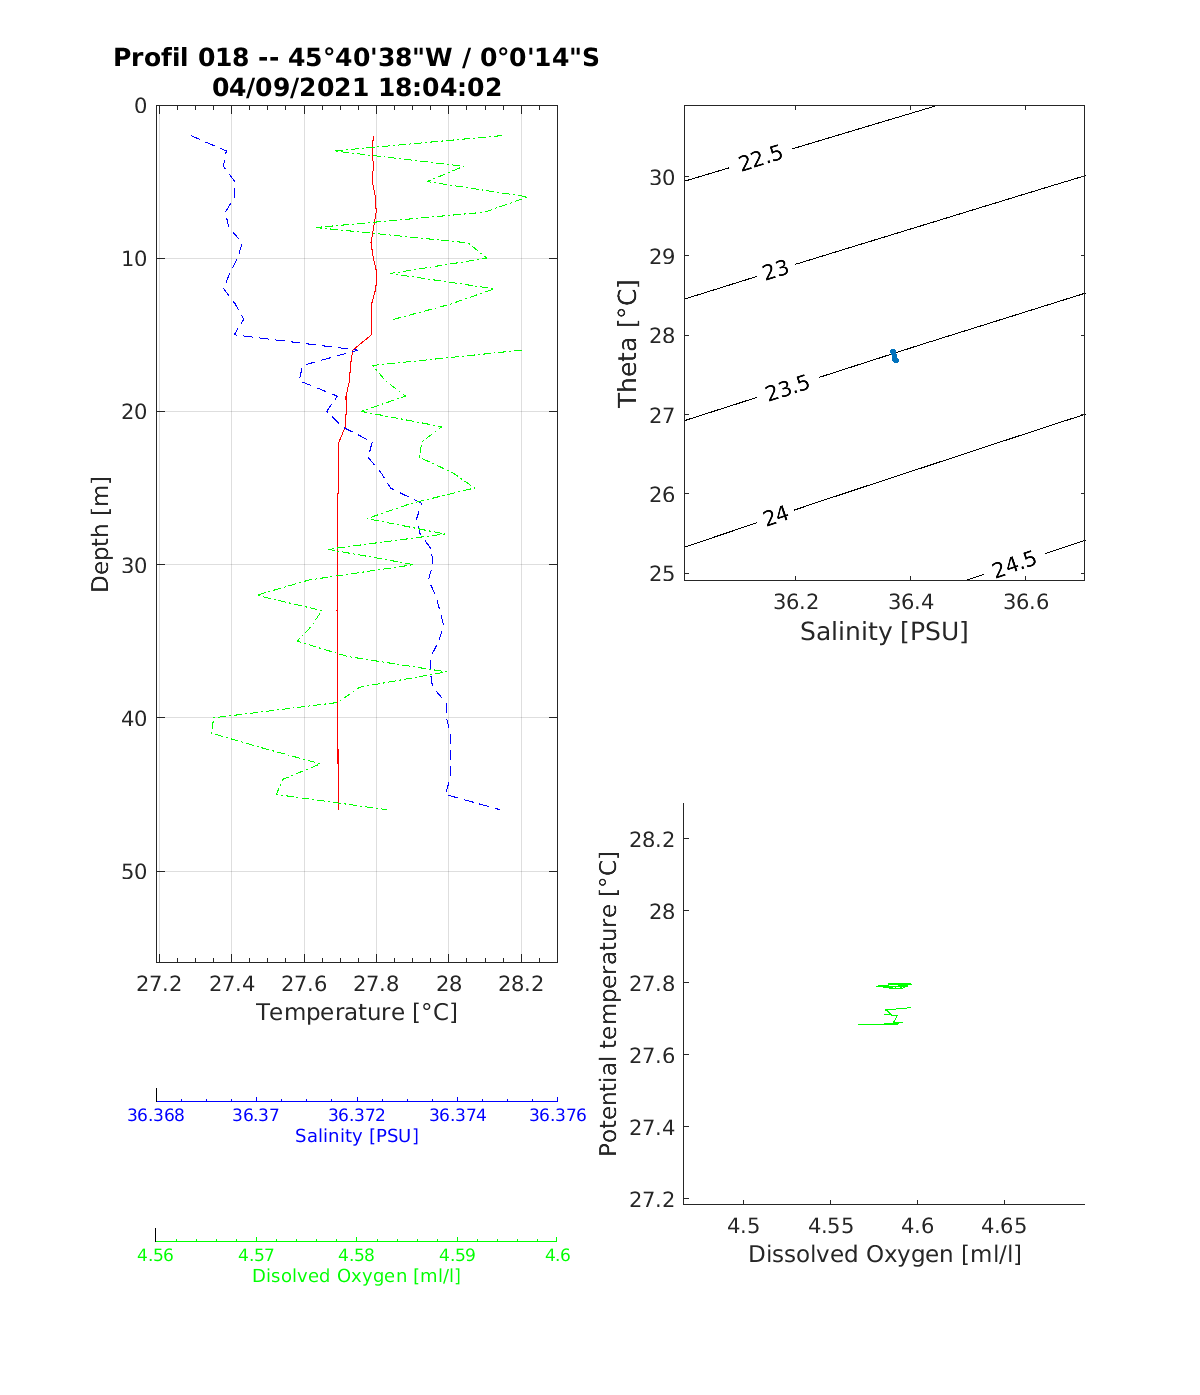 Profil 018 -- 45°40'38"W / 0°0'14"S
04/09/2021 18:04:02
0
10
20
30
40
50
Depth [m]
27.2 27.4 27.6 27.8 28 28.2
Temperature [°C]
36.368 36.37 36.372 36.374 36.376
Salinity [PSU]
4.56 4.57 4.58 4.59 4.6
Disolved Oxygen [ml/l]
22.5
23
23.5
24
24.5
30
29
28
27
26
25
Theta [°C]
36.2 36.4 36.6
Salinity [PSU]
28.2
28
27.8
27.6
27.4
27.2
Potential temperature [°C]
4.5 4.55 4.6 4.65
Dissolved Oxygen [ml/l]